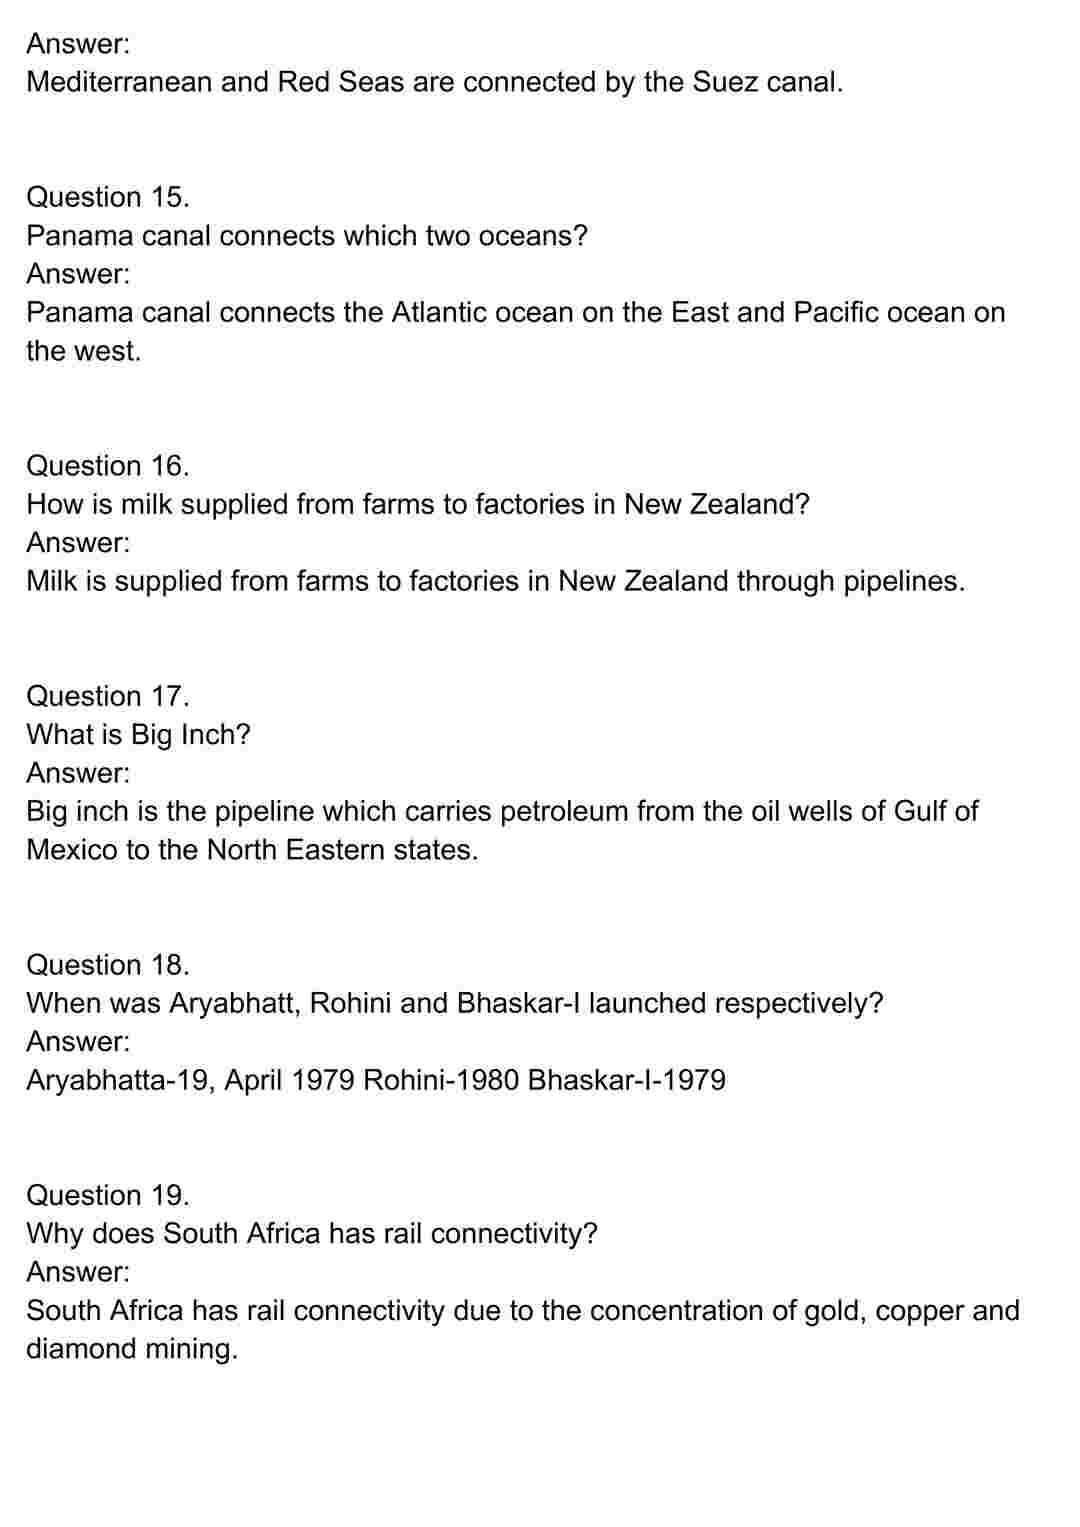 Answer:
Mediterranean and Red Seas are connected by the Suez canal.
Question 15.
Panama canal connects which two oceans?
Answer:
Panama canal connects the Atlantic ocean on the East and Pacific ocean on
the west.
Question 16.
How is milk supplied from farms to factories in New Zealand?
Answer:
Milk is supplied from farms to factories in New Zealand through pipelines.
Question 17.
What is Big Inch?
Answer:
Big inch is the pipeline which carries petroleum from the oil wells of Gulf of
Mexico to the North Eastern states.
Question 18.
When was Aryabhatt, Rohini and Bhaskar-I launched respectively?
Answer:
Aryabhatta-19, April 1979 Rohini-1980 Bhaskar-I-1979
Question 19.
Why does South Africa has rail connectivity?
Answer:
South Africa has rail connectivity due to the concentration of gold, copper and
diamond mining.